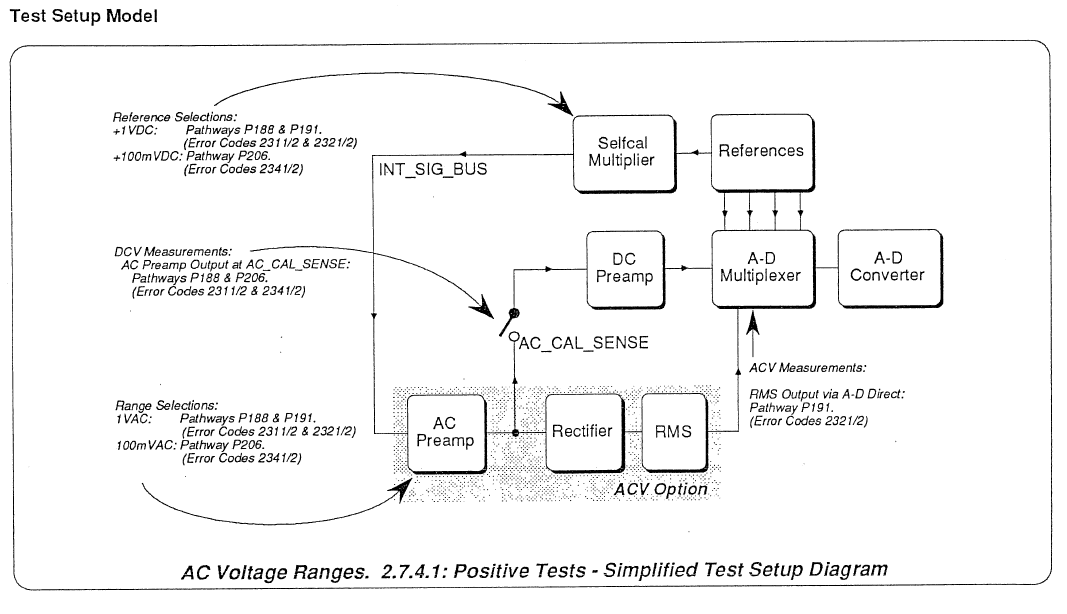 Test Setup Model
Reference Selections:
+1VDC: Pathways P188 & P191.
(Error Codes 2311/2 & 2321/2)
+100mVDC: Pathway P206.
(Error Codes 2341/2)
Selfcal
Multiplier
References
INT_SIG_BUS
DCV Measurements:
AC Preamp Output at AC_CAL_SENSE:
Pathways P188 & P206.
(Error Codes 2311/2 & 2341/2)
DC
Preamp
A-D
Multiplexer
A-D
Converter
AC_CAL_SENSE
ACV Measurements:
RMS Output via A-D Direct:
Pathway P191.
(Error Codes 2321/2)
Range Selections:
1VAC: Pathways P188 & P191.
(Error Codes 2311/2 & 2321/2)
100mVAC: Pathway P206.
(Error Codes 2341/2)
AC
Preamp
Rectifier
RMS
ACV Option
AC Voltage Ranges. 2.7.4.1: Positive Tests - Simplified Test Setup Diagram